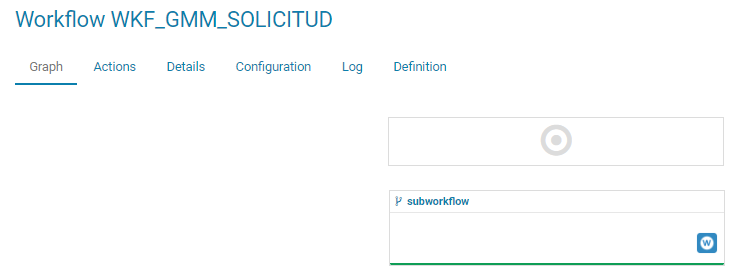 Workflow WKF_GMM_SOLICITUD
Graph Actions Details Configuration Log Definition
subworkflow
W